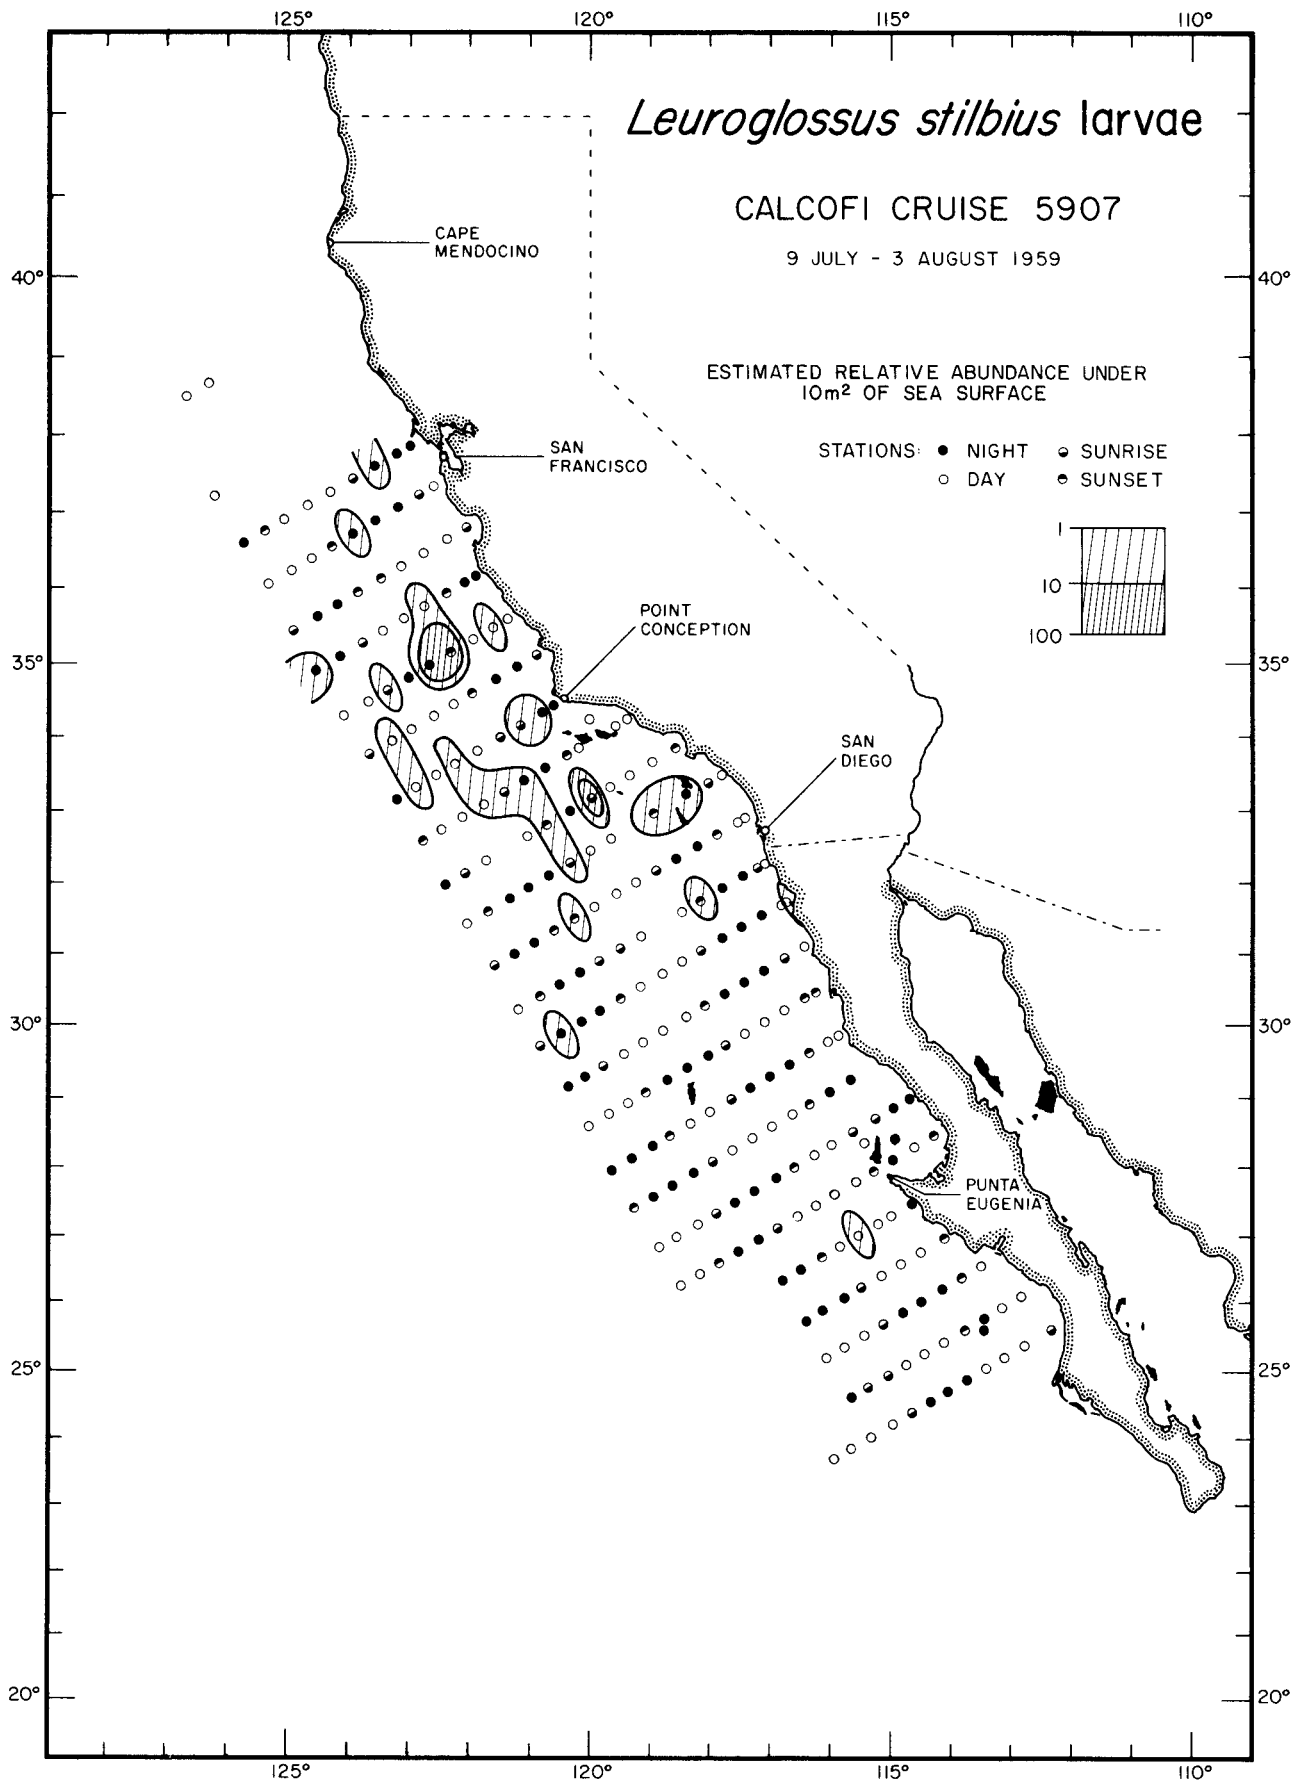 125° 120° 115° 110°
Leuroglossus stilbius larvae
CALCOFI CRUISE 5907
9 JULY - 3 AUGUST 1959
CAPE
MENDOCINO
40° 40°
ESTIMATED RELATIVE ABUNDANCE UNDER
10m² OF SEA SURFACE
STATIONS: NIGHT SUNRISE
DAY SUNSET
SAN
FRANCISCO
1
10
100
POINT
CONCEPTION
35° 35°
SAN
DIEGO
30° 30°
PUNTA
EUGENIA
25° 25°
20° 20°
125° 120° 115° 110°